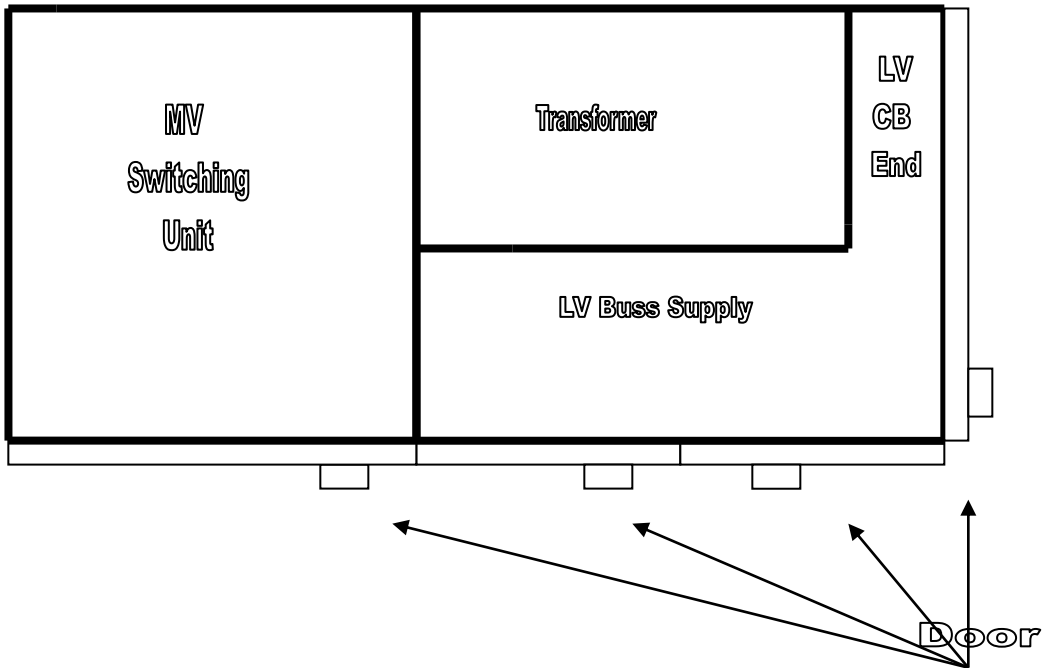 MV
Switching
Unit
Transformer
LV
CB
End
LV Buss Supply
Door